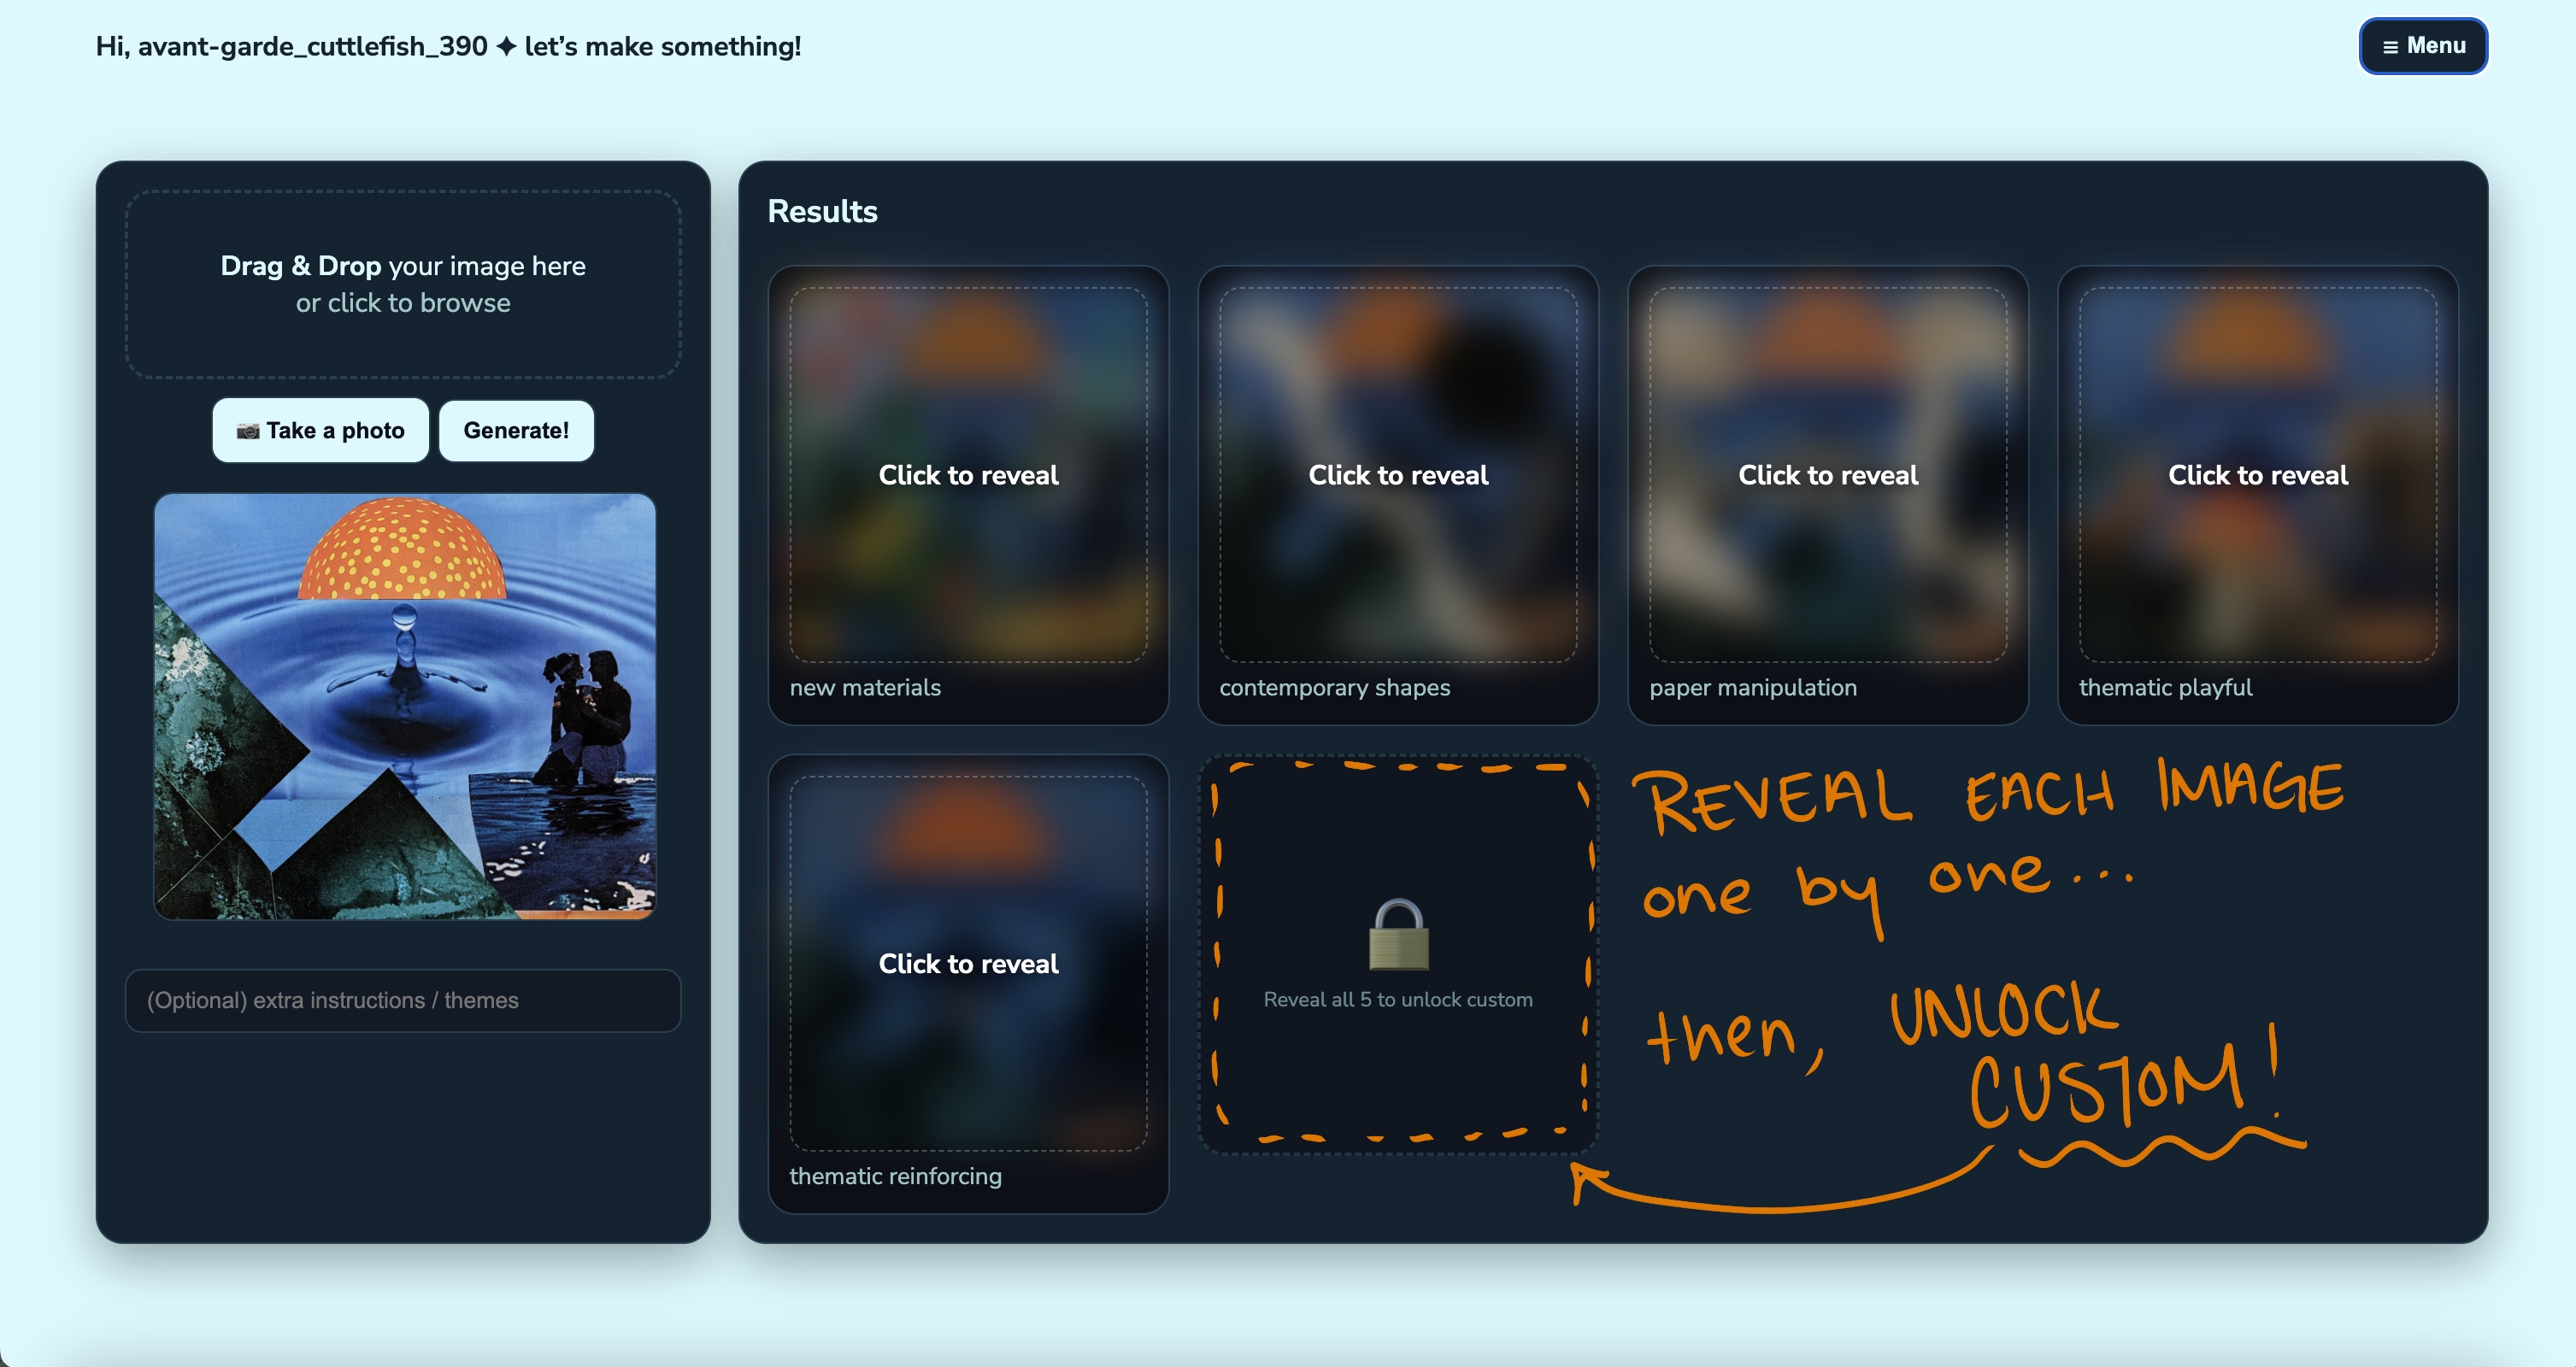 Hi, avant-garde_cuttlefish_390 ✦ let's make something!
≡ Menu
Drag & Drop your image here
or click to browse
📷 Take a photo
Generate!
(Optional) extra instructions / themes
Results
Click to reveal
new materials
Click to reveal
contemporary shapes
Click to reveal
paper manipulation
Click to reveal
thematic playful
Click to reveal
thematic reinforcing
Reveal all 5 to unlock custom
REVEAL EACH IMAGE
one by one...
then, UNLOCK
CUSTOM!